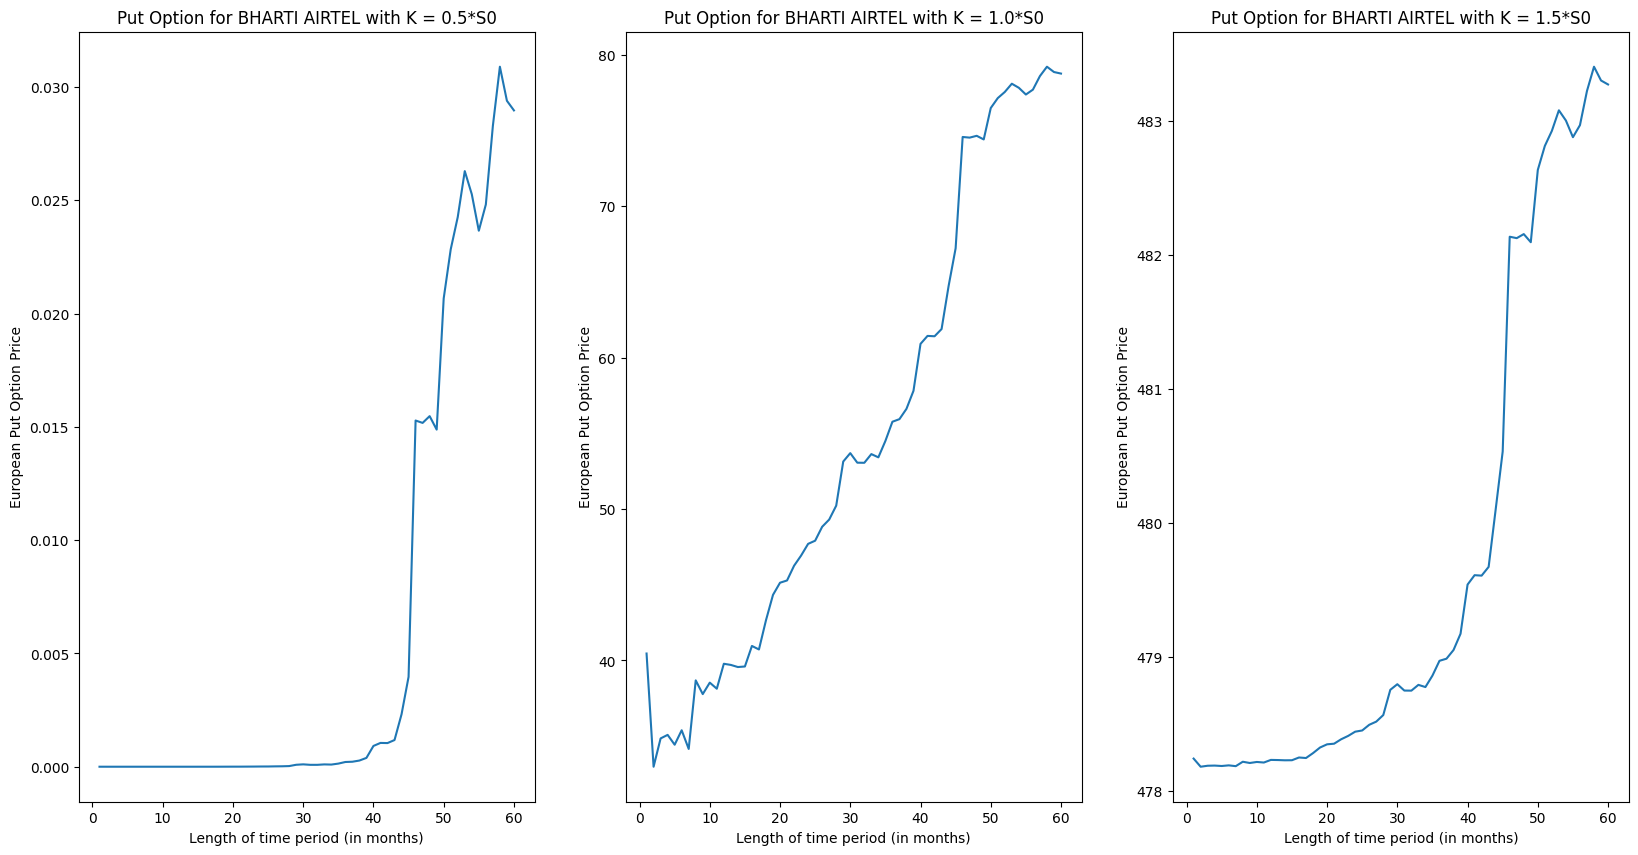 Put Option for BHARTI AIRTEL with K = 0.5*S0
European Put Option Price
0.030
0.025
0.020
0.015
0.010
0.005
0.000
0 10 20 30 40 50 60
Length of time period (in months)
Put Option for BHARTI AIRTEL with K = 1.0*S0
European Put Option Price
80
70
60
50
40
0 10 20 30 40 50 60
Length of time period (in months)
Put Option for BHARTI AIRTEL with K = 1.5*S0
European Put Option Price
483
482
481
480
479
478
0 10 20 30 40 50 60
Length of time period (in months)